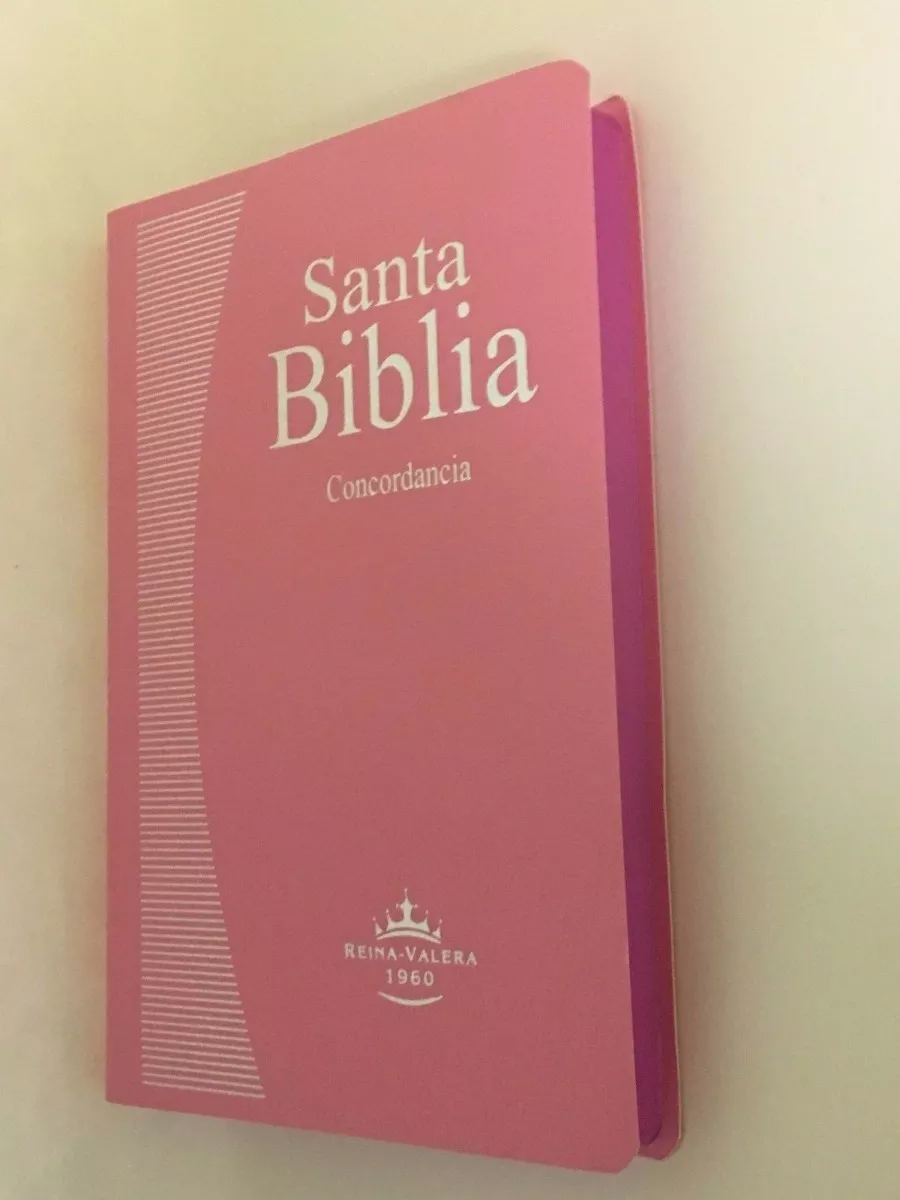 Santa
Biblia
Concordancia
REINA-VALERA
1960